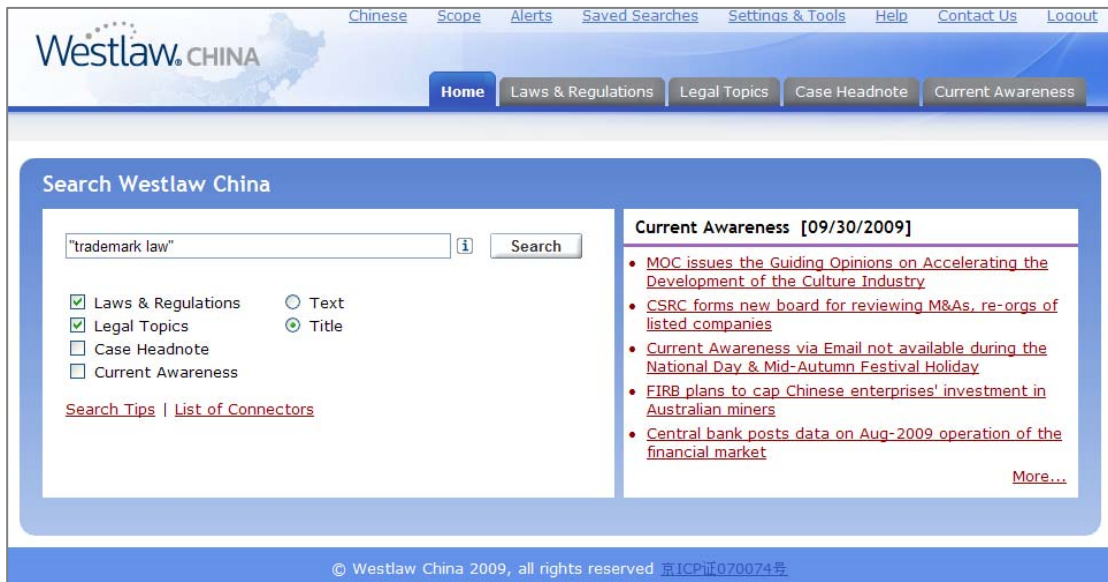 Chinese Scope Alerts Saved Searches Settings & Tools Help Contact Us Logout
Westlaw. CHINA
Home Laws & Regulations Legal Topics Case Headnote Current Awareness
Search Westlaw China
"trademark law" i Search
Laws & Regulations Text
Legal Topics Title
Case Headnote
Current Awareness
Search Tips | List of Connectors
Current Awareness [09/30/2009]
MOC issues the Guiding Opinions on Accelerating the
Development of the Culture Industry
CSRC forms new board for reviewing M&As, re-orgs of
listed companies
Current Awareness via Email not available during the
National Day & Mid-Autumn Festival Holiday
FIRB plans to cap Chinese enterprises' investment in
Australian miners
Central bank posts data on Aug-2009 operation of the
financial market
More...
© Westlaw China 2009, all rights reserved 京ICP证070074号